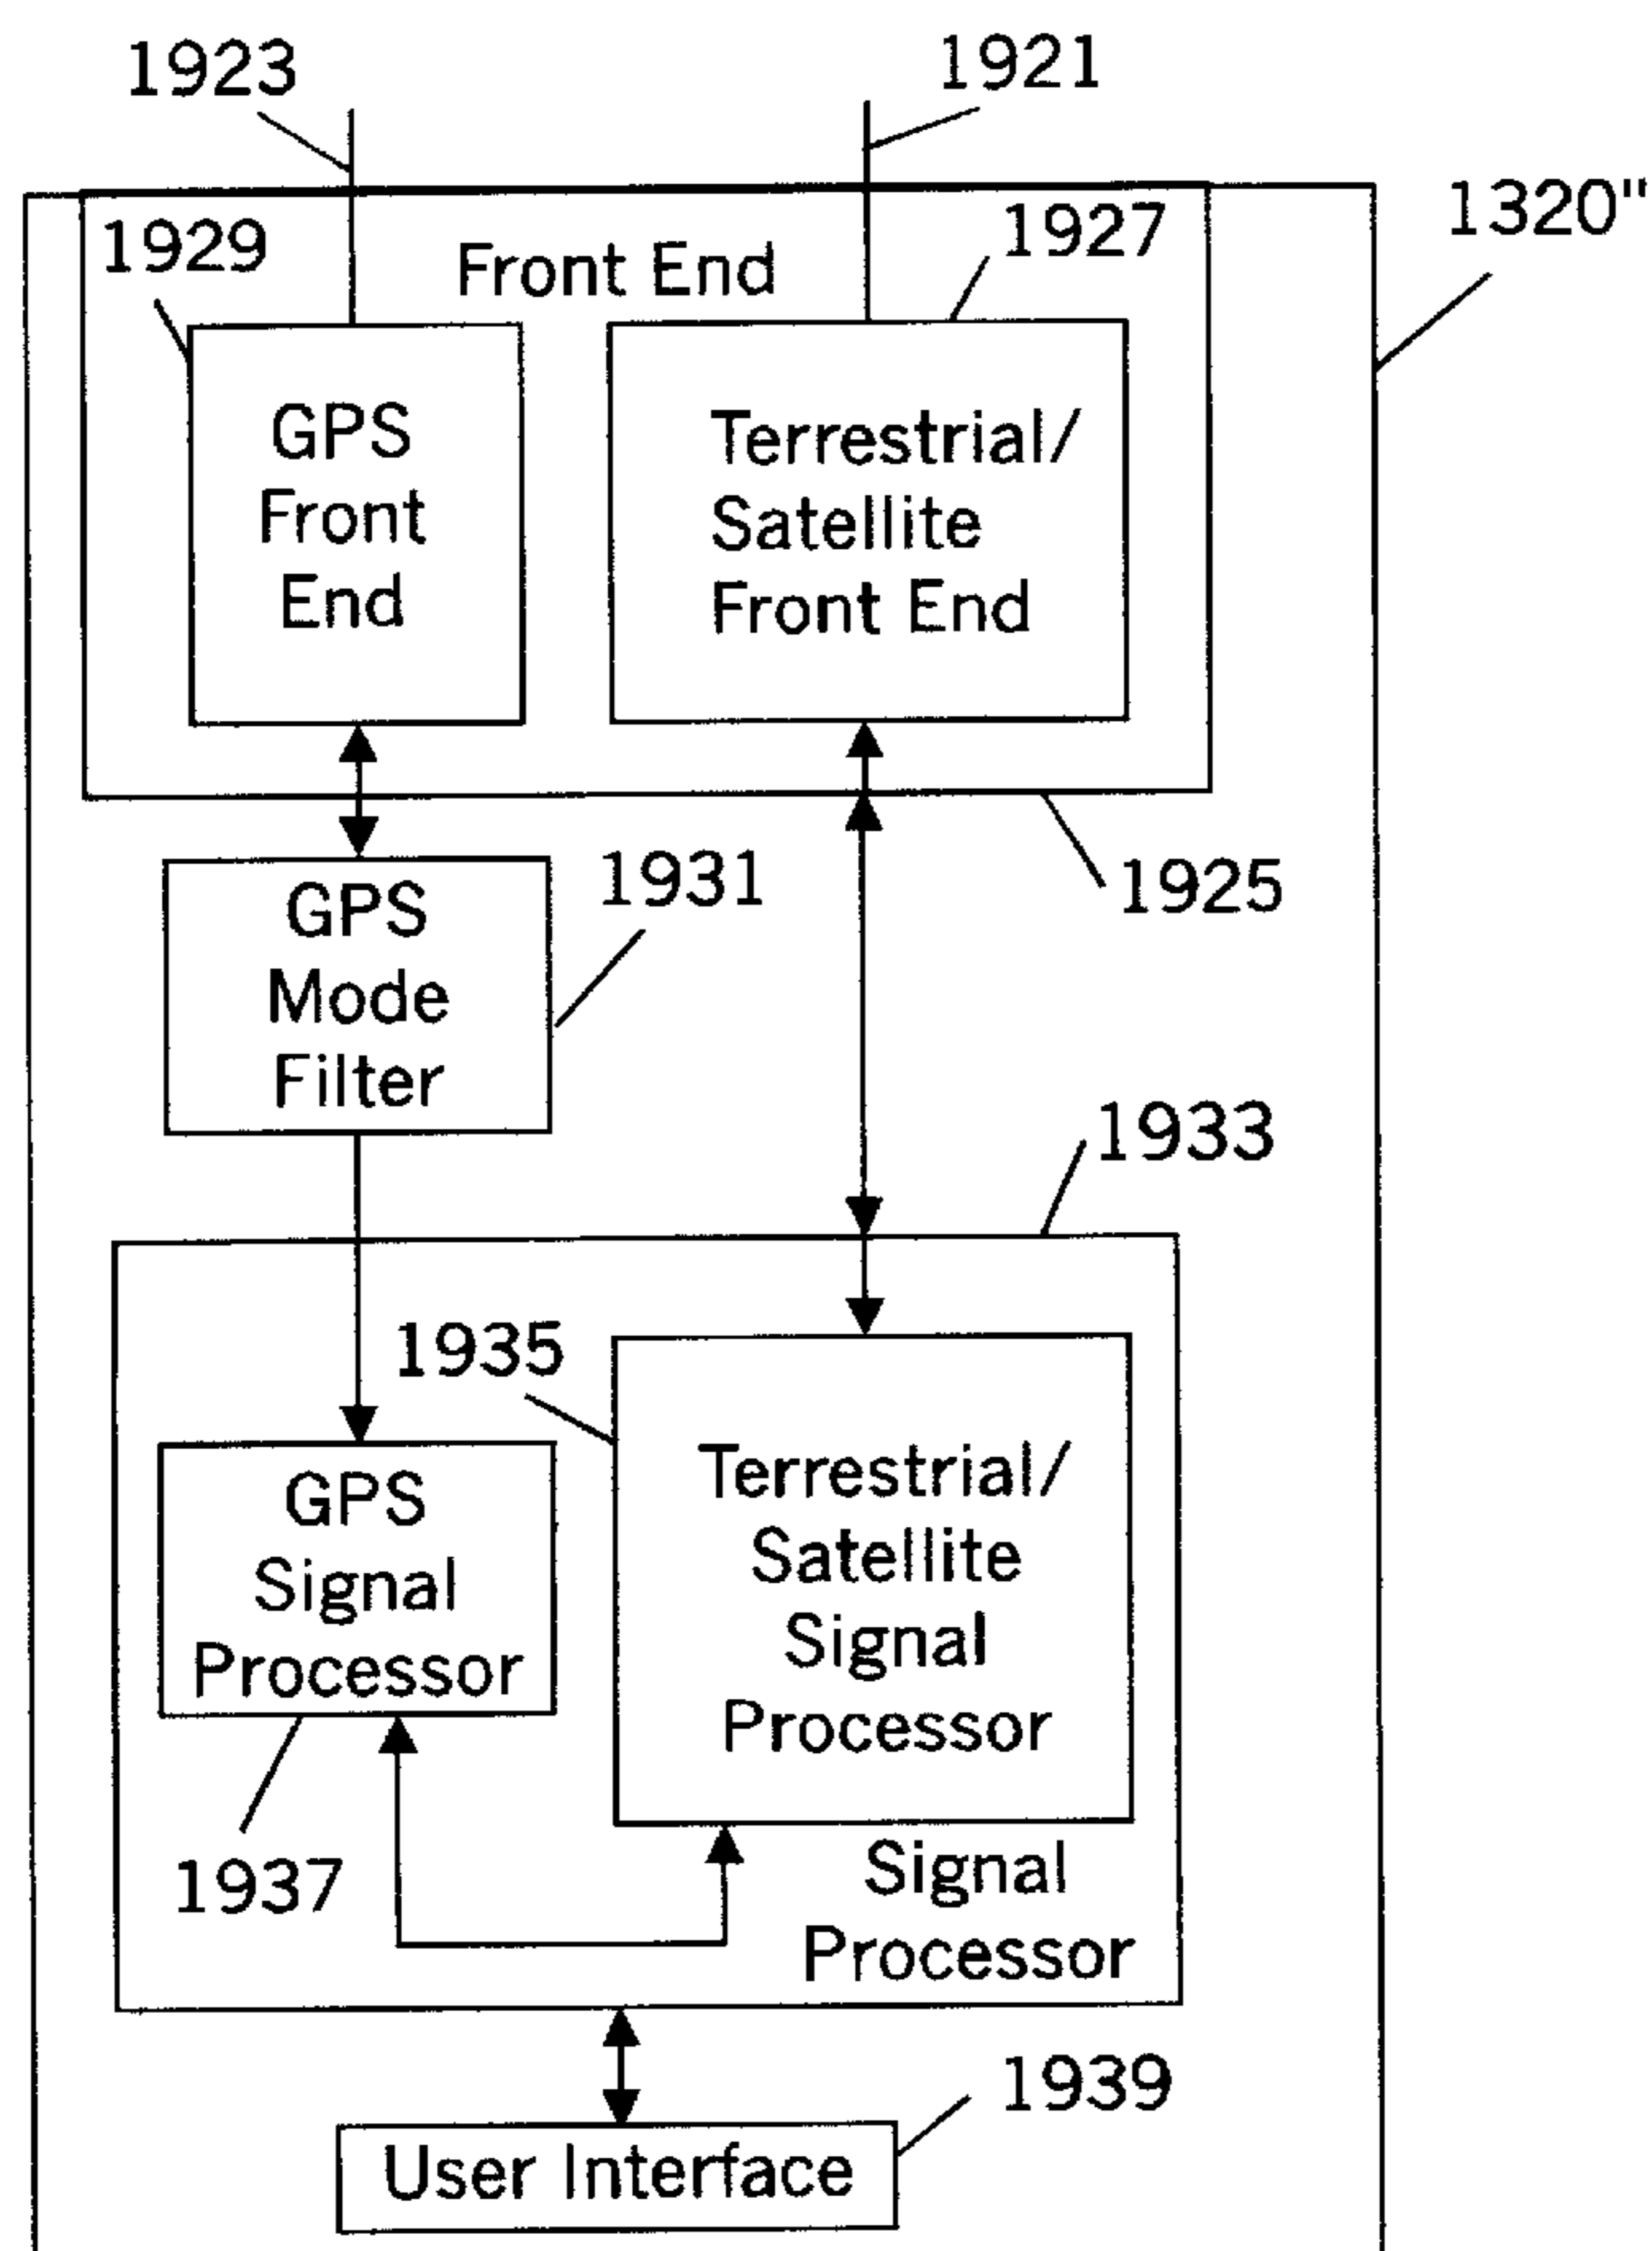 1923
1921
1320"
1929
Front End
1927
GPS
Front
End
Terrestrial/
Satellite
Front End
1925
GPS
Mode
Filter
1931
1933
1935
GPS
Signal
Processor
Terrestrial/
Satellite
Signal
Processor
1937
Signal
Processor
1939
User Interface